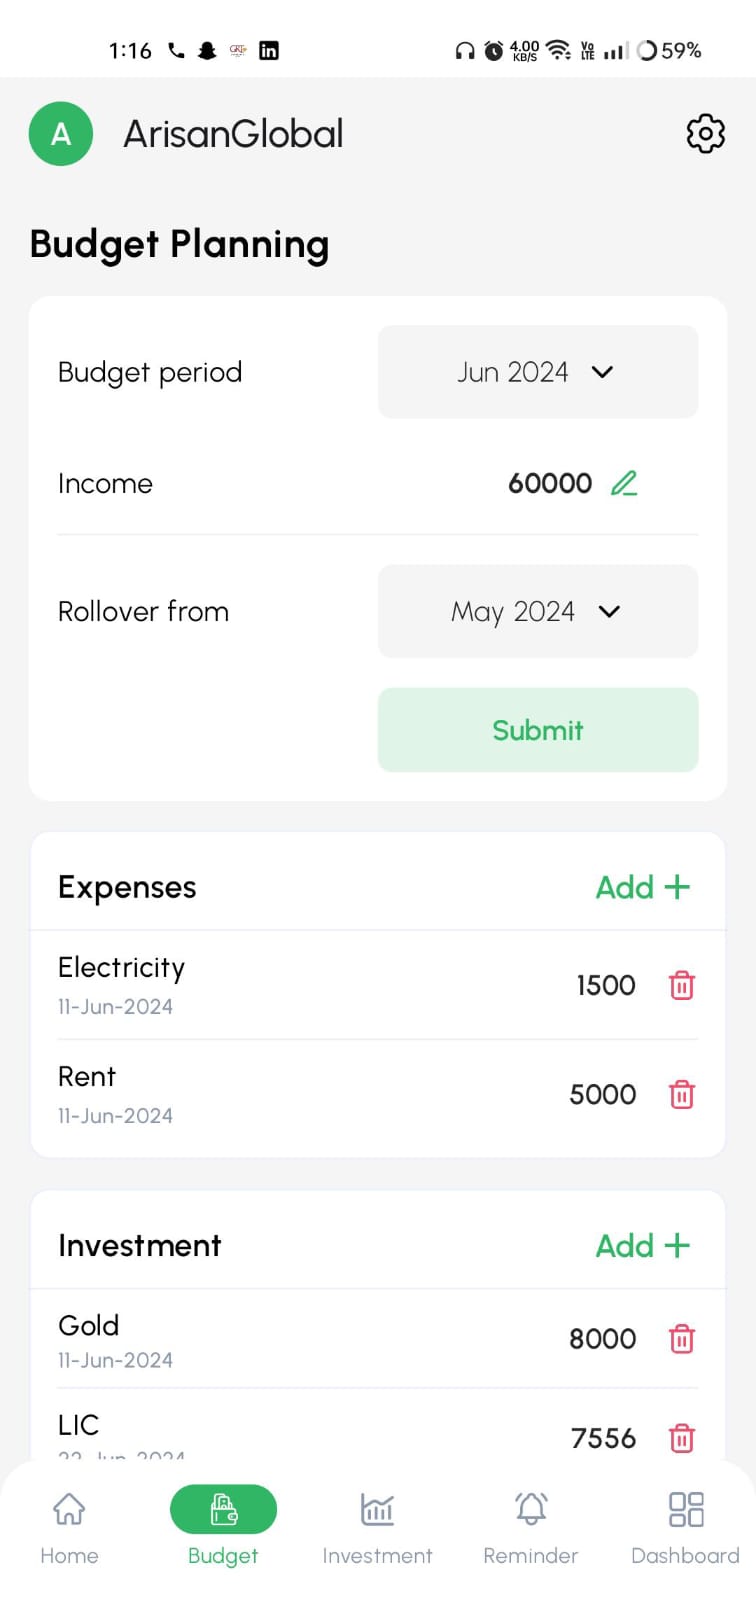 1:16
4.00 KB/S
Vo LTE
59%
A ArisanGlobal
Budget Planning
Budget period Jun 2024
Income 60000
Rollover from May 2024
Submit
Expenses Add +
Electricity 1500
11-Jun-2024
Rent 5000
11-Jun-2024
Investment Add +
Gold 8000
11-Jun-2024
LIC 7556
Home Budget Investment Reminder Dashboard